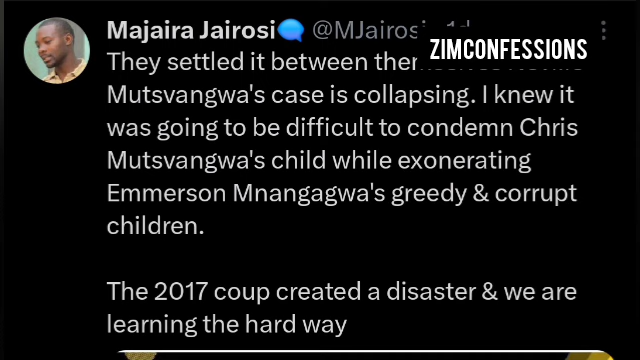 Majaira Jairosi @MJairos
ZIMCONFESSIONS
They settled it between
Mutsvangwa's case is collapsing. I knew it
was going to be difficult to condemn Chris
Mutsvangwa's child while exonerating
Emmerson Mnangagwa's greedy & corrupt
children.
The 2017 coup created a disaster & we are
learning the hard way